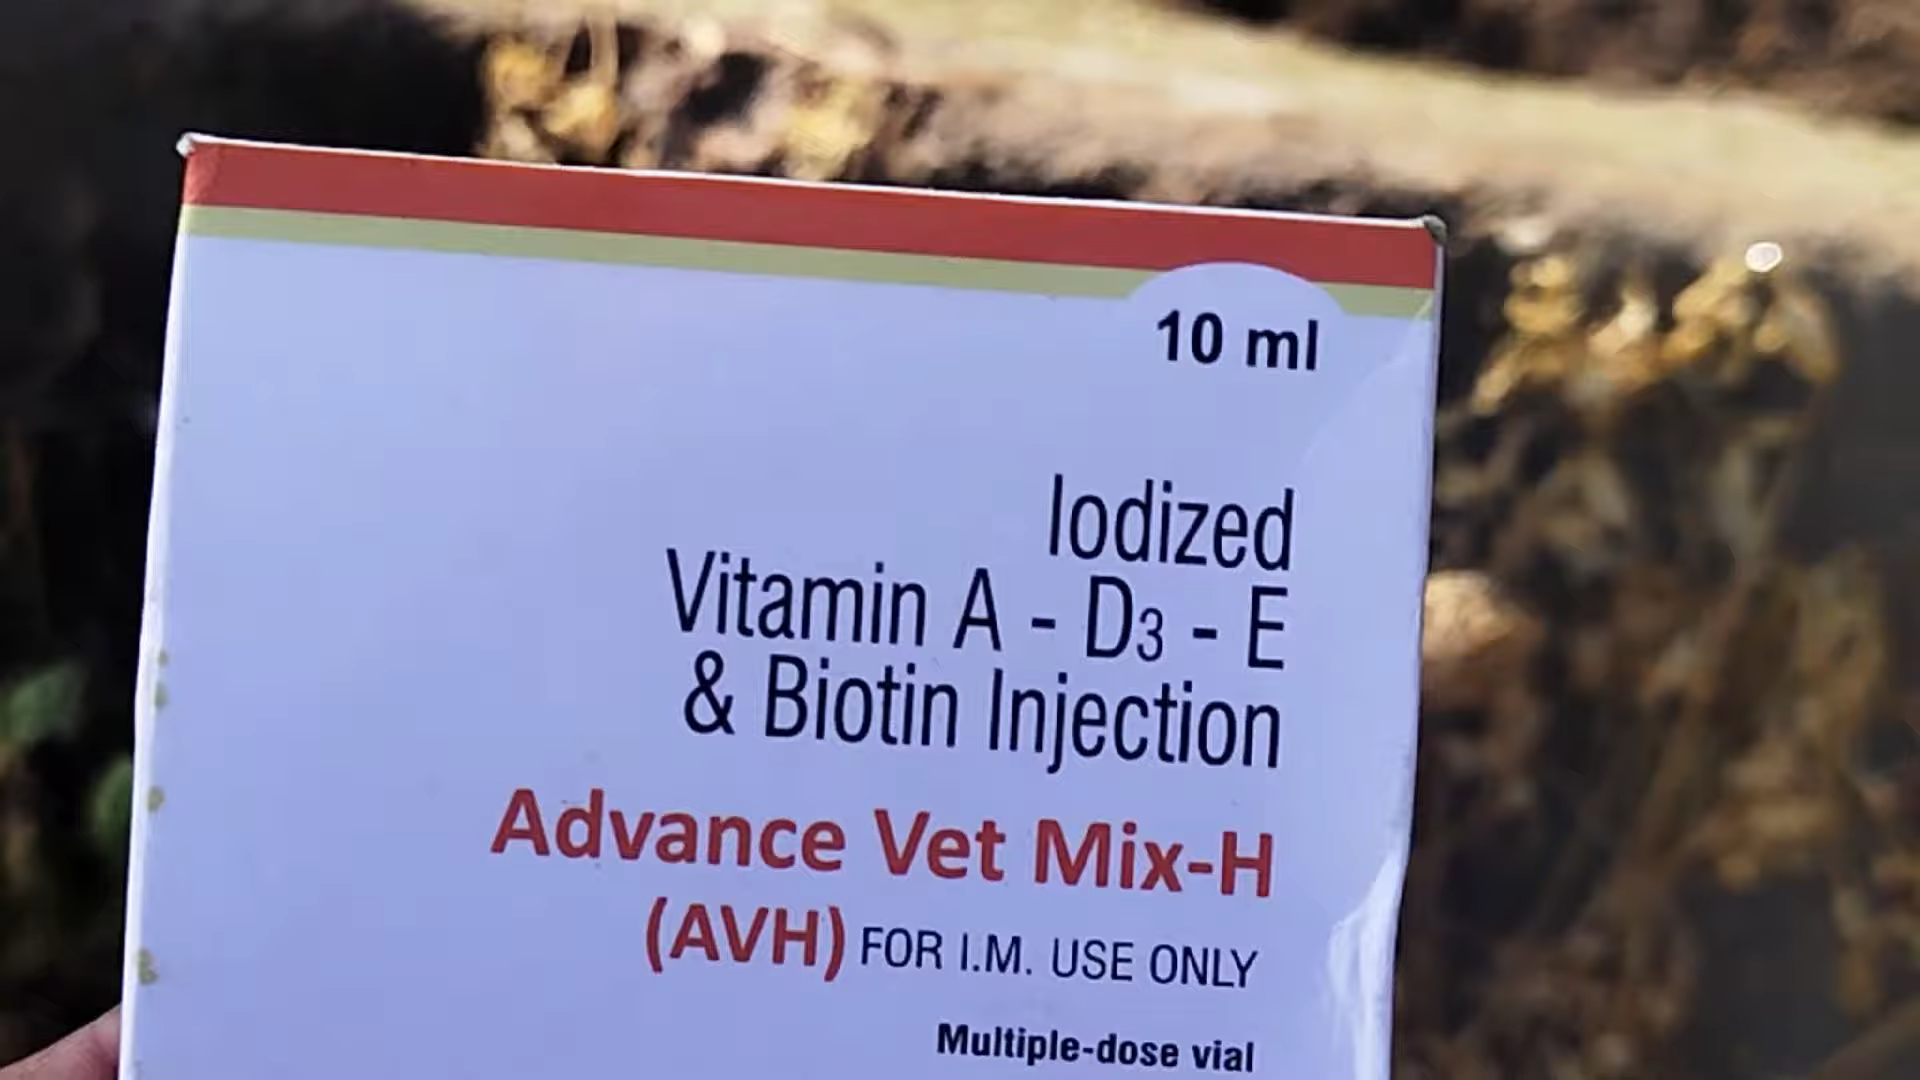 10 ml
Iodized
Vitamin A - D3 - E
& Biotin Injection
Advance Vet Mix-H
(AVH) FOR I.M. USE ONLY
Multiple-dose vial